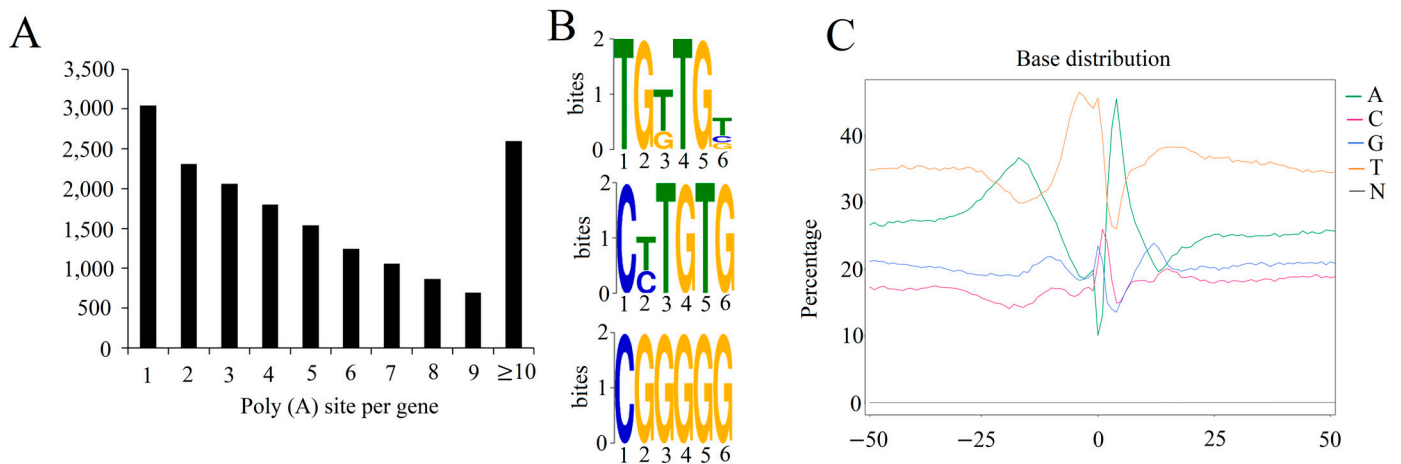 A
3,500
3,000
2,500
2,000
1,500
1,000
500
0
1 2 3 4 5 6 7 8 9 ≥10
Poly (A) site per gene
B
2
bites
1
0
TGTTGT
G C
G
1 2 3 4 5 6
2
bites
1
0
CTTGTG
C
1 2 3 4 5 6
2
bites
1
0
CGGGGG
1 2 3 4 5 6
C
Base distribution
Percentage
40
30
20
10
0
−50 −25 0 25 50
A
C
G
T
N